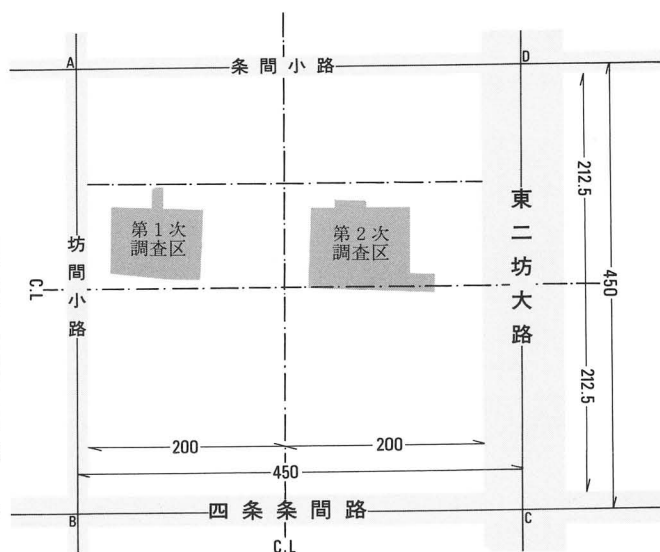 A
条間小路
D
212.5
東二坊大路
第1次
調査区
第2次
調査区
坊間小路
C.L
450
212.5
200
200
450
B
四条条間路
C
C.L